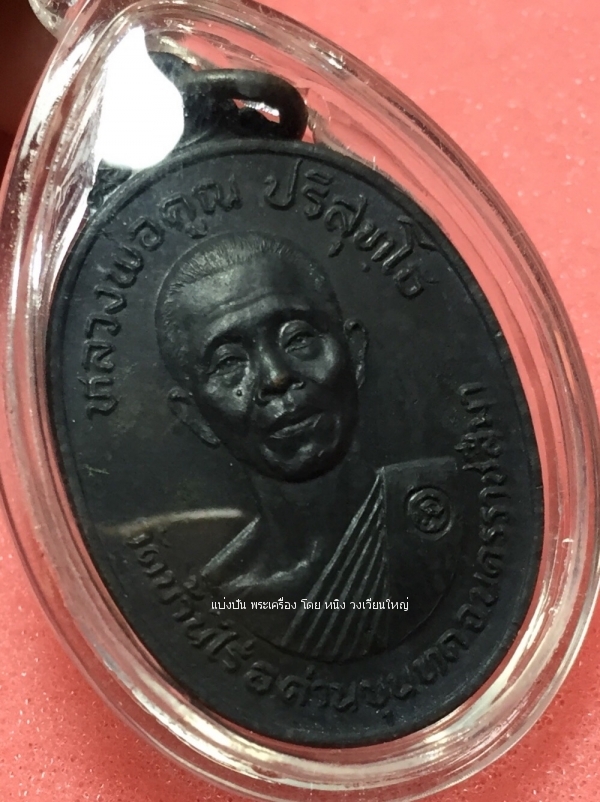 หลวงพ่อคูณ ปริสุทฺโธ
วัดบ้านไร่ อ.ด่านขุนทด จ.นครราชสีมา
แบ่งปัน พระเครื่อง โดย หนิง วงเวียนใหญ่